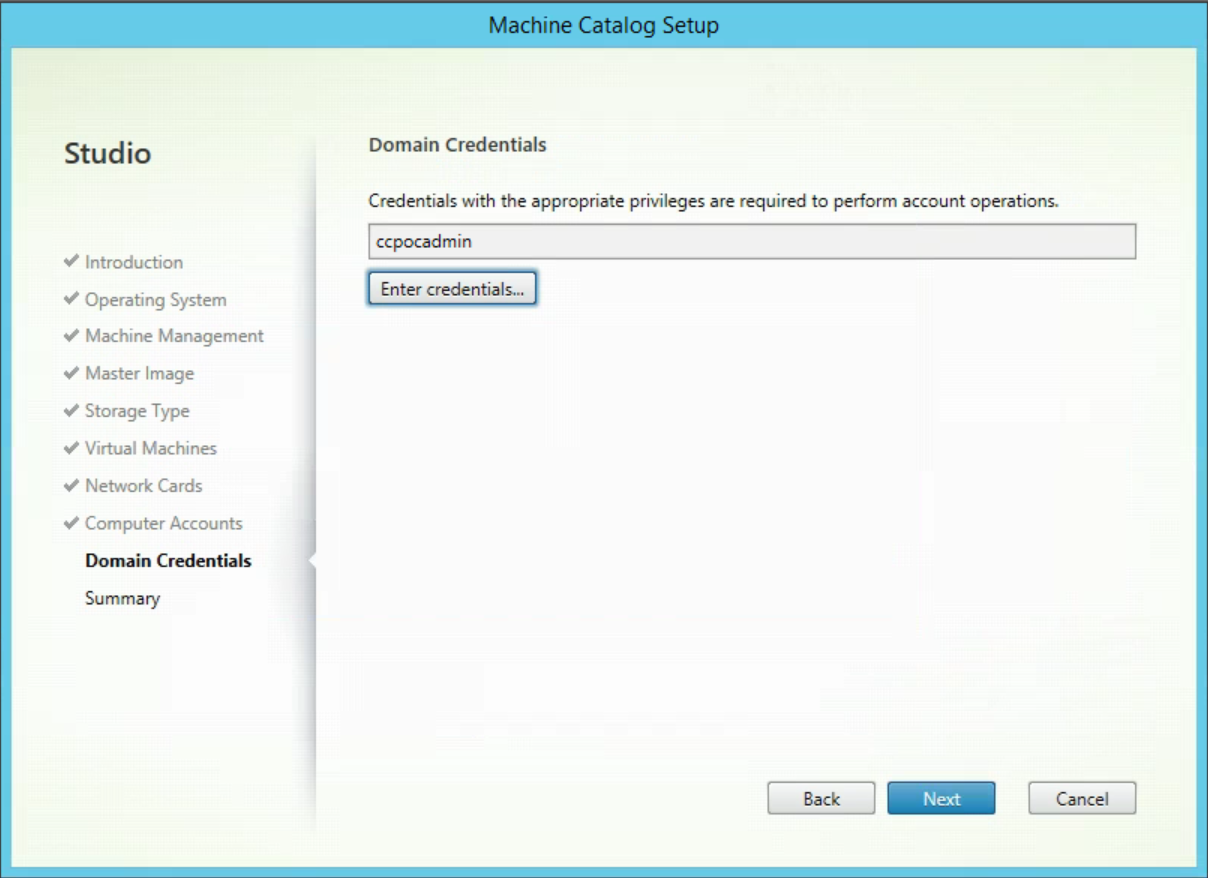 Machine Catalog Setup
Studio
Introduction
Operating System
Machine Management
Master Image
Storage Type
Virtual Machines
Network Cards
Computer Accounts
Domain Credentials
Summary
Domain Credentials
Credentials with the appropriate privileges are required to perform account operations.
ccpocadmin
Enter credentials...
Back
Next
Cancel